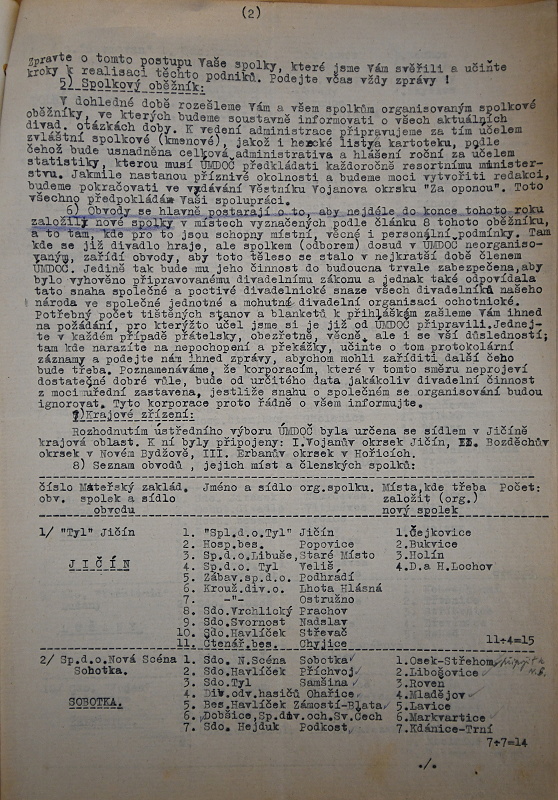 (2)
Zpravte o tomto postupu Vaše spolky, které jsme Vám svěřili a učiňte
kroky k realisaci těchto podniků. Podejte včas vždy zprávy !
5) Spolkový oběžník:
V dohledné době rozešleme Vám a všem spolkům organisovaným spolkové
oběžníky, ve kterých budeme soustavně informovati o všech aktuálních
divad. otázkách doby. K vedení administrace připravujeme za tím účelem
zvláštní spolkové (kmenové), jakož i herecké listy a kartoteku, podle
čehož bude usnadněna celková administrativa a hlášení roční za účelem
statistiky, kterou musí ÚMDOČ předkládati každoročně resortnímu minister-
stvu. Jakmile nastanou příznivé okolnosti a budeme moci vytvořiti redakci,
budeme pokračovati ve vydávání Věstníku Vojanova okrsku "Za oponou". Toto
všechno předpokládá Vaši spolupráci.
6) Obvody se hlavně postarají o to, aby nejdéle do konce tohoto roku
založily nové spolky v místech vyznačených podle článku 8 tohoto oběžníku,
a to tam, kde pro to jsou schopny místní, věcné i personální podmínky. Tam
kde se již divadlo hraje, ale spolkem (odborem) dosud v ÚMDOČ neorganiso-
vaným, zařídí obvody, aby toto těleso se stalo v nejkratší době členem
ÚMDOČ. Jedině tak bude mu jeho činnost do budoucna trvale zabezpečena,aby
bylo vyhověno připravovanému divadelnímu zákonu a jednak také odpovídala
tato snaha společné a poctivé divadelnické snaze všech divadelníků našeho
národa ve společné jednotné a mohutné divadelní organisaci ochotnické.
Potřebný počet tištěných stanov a blanketů k přihláškám zašleme Vám ihned
na požádání, pro kterýžto účel jsme si je již od ÚMDOČ připravili.Jednej-
te v každém případě přátelsky, obezřetně, věcně, ale i se vší důsledností;
tam kde narazíte na nepochopení a překážky, učinte o tom protokolární
záznamy a podejte nám ihned zprávy, abychom mohli zaříditi další čeho
bude třeba. Poznamenáváme, že korporacím, které v tomto směru neprojeví
dostatečně dobré vůle, bude od určitého data jakákoliv divadelní činnost
z moci úřední zastavena, jestliže snahu o společném se organisování budou
ignorovat. Tyto korporace proto řádně o všem informujte.
7)Krajové zřízení:
Rozhodnutím ústředního výboru ÚMDOČ byla určena se sídlem v Jičíně
krajová oblast. K ní byly připojeny: I.Vojanův okrsek Jičín, II. Bozděchův
okrsek v Novém Bydžově, III. Erbanův okrsek v Hořicích.
8) Seznam obvodů , jejich míst a členských spolků:
číslo Mateřský zaklád. Jméno a sídlo org.spolku. Místa,kde třeba Počet:
obv. spolek a sídlo založit (org.)
obvodu nový spolek
1/ "Tyl" Jičín 1. "Spl.d.o.Tyl" Jičín 1.Čejkovice
2. Hosp.bes. Popovice 2.Bukvice
JIČÍN 3. Sp.d.o.Libuše,Staré Místo 3.Holín
4. Sp.d.o. Tyl Veliš 4.D.a H.Lochov
5. Zábav.sp.d.o. Podhradí
6. Krouž.div.o. Lhota Hlásná
7. -"- Ostružno
8. Sdo.Vrchlický Prachov
9. Sdo.Svornost Nadslav
10. Sdo.Havlíček Střevač
11. Čtenář.bes. Chyjice 11+4=15
2/ Sp.d.o.Nová Scéna 1. Sdo. N.Scéna Sobotka 1.Osek-Střehom
Sobotka. 2. Sdo.Havlíček Příchvoj 2.Libošovice
3. Sdo.Tyl Samšina 3.Roveň
4. Div.odv.hasičů Ohařice 4.Mladějov
SOBOTKA. 5. Bes.Havlíček Zámostí-Blata 5.Lavice
6. Dobšice,Sp.div.och.Sv.Čech 6.Markvartice
7. Sdo. Hejduk Podkost 7.Kdánice-Trní
7+7=14
./.